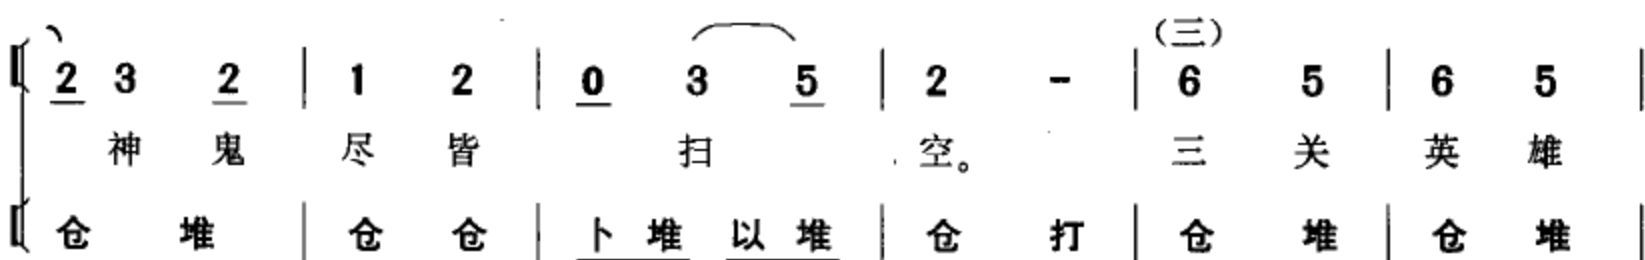 （三）
2 3 2 | 1 2 | 0 3 5 | 2 - | 6 5 | 6 5 |
神 鬼 尽 皆 扫 空。 三 关 英 雄
仓 堆 | 仓 仓 | 卜 堆 以 堆 | 仓 打 | 仓 堆 | 仓 堆 |